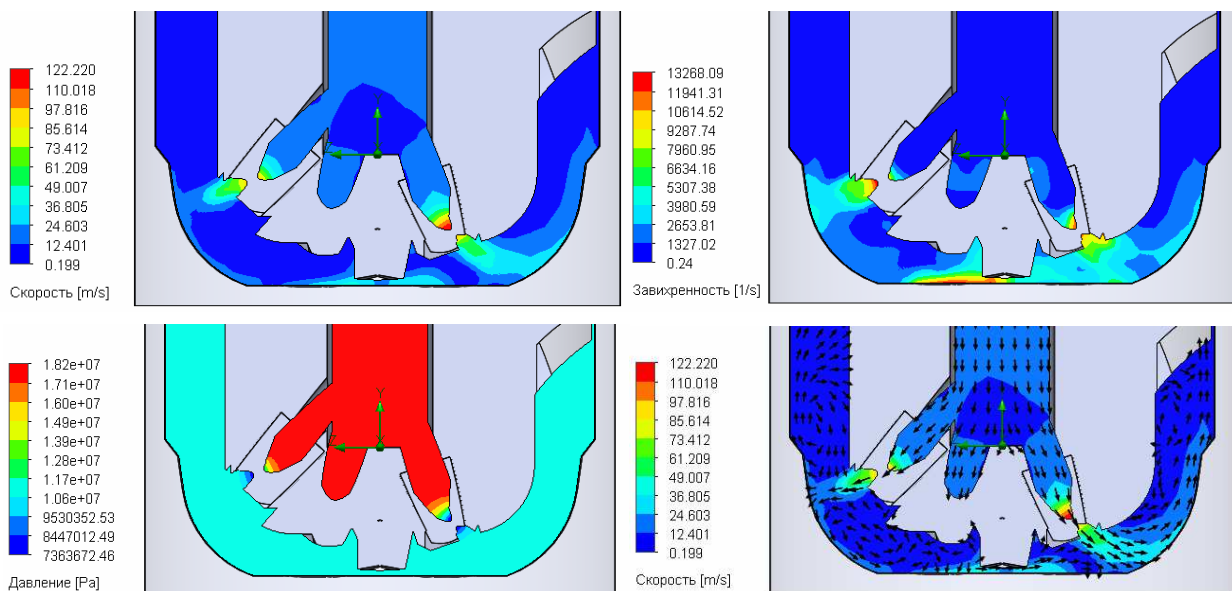 122.220
110.018
97.816
85.614
73.412
61.209
49.007
36.805
24.603
12.401
0.199
Скорость [m/s]
Y
Z
13268.09
11941.31
10614.52
9287.74
7960.95
6634.16
5307.38
3980.59
2653.81
1327.02
0.24
Завихренность [1/s]
Y
Z
1.82e+07
1.71e+07
1.60e+07
1.49e+07
1.39e+07
1.28e+07
1.17e+07
1.06e+07
9530352.53
8447012.49
7363672.46
Давление [Pa]
Y
Z
X
122.220
110.018
97.816
85.614
73.412
61.209
49.007
36.805
24.603
12.401
0.199
Скорость [m/s]